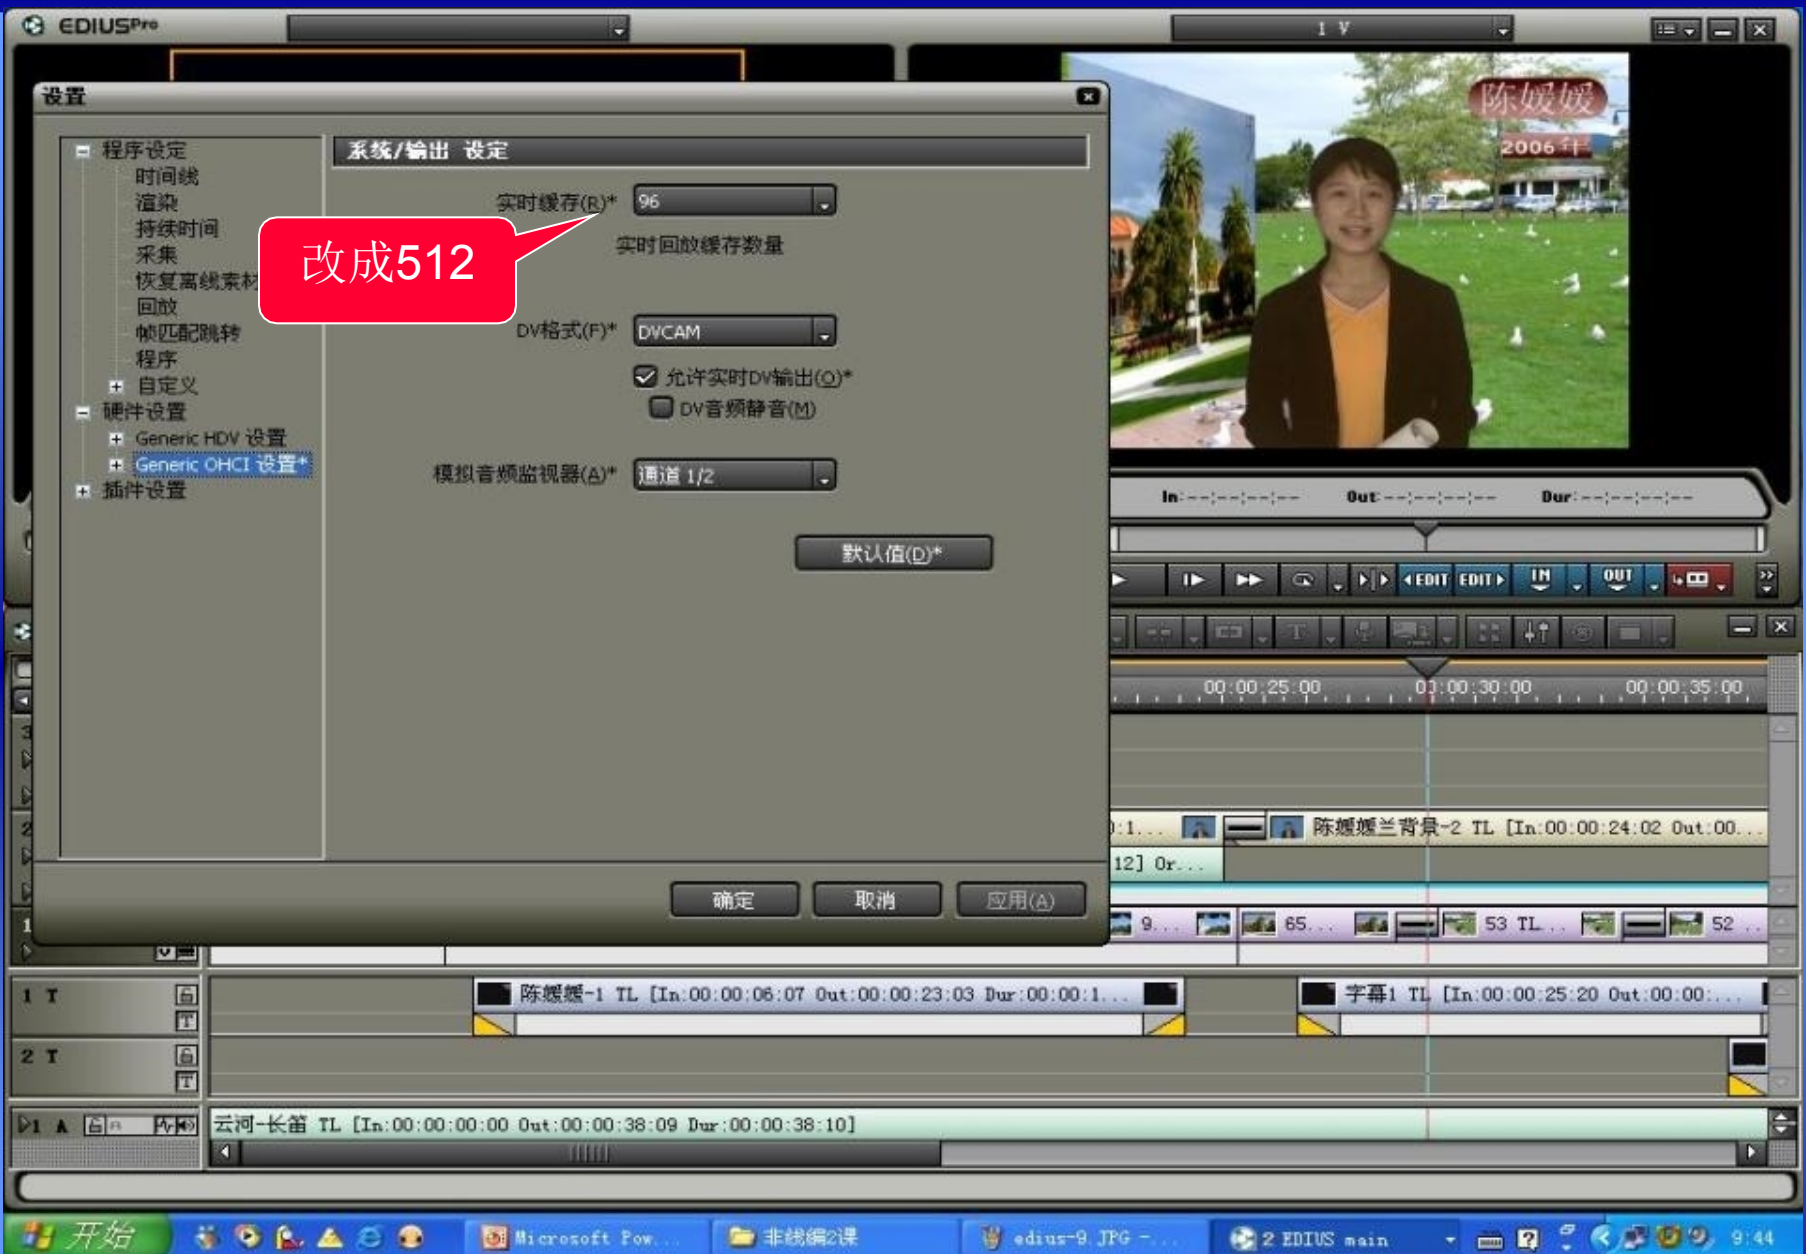 EDIUSPro
1 V
陈媛媛
2006年
设置
程序设定
时间线
渲染
持续时间
采集
恢复离线素材
回放
帧匹配跳转
程序
自定义
硬件设置
Generic HDV 设置
Generic OHCI 设置*
插件设置
系统/输出 设定
实时缓存(R)* 96
改成512
实时回放缓存数量
DV格式(F)* DVCAM
允许实时DV输出(O)*
DV音频静音(M)
模拟音频监视器(A)* 通道 1/2
默认值(D)*
确定 取消 应用(A)
In:--:--:--:-- Out:--:--:--:-- Dur:--:--:--:--
EDIT EDIT IN OUT
00:00:25:00 00:00:30:00 00:00:35:00
陈媛媛兰背景-2 TL [In:00:00:24:02 Out:00...
12] Or...
9... 65... 53 TL... 52 ..
1 T 陈媛媛-1 TL [In:00:00:06:07 Out:00:00:23:03 Dur:00:00:1... 字幕1 TL [In:00:00:25:20 Out:00:00:...
T
2 T
T
1 A 云河-长笛 TL [In:00:00:00:00 Out:00:00:38:09 Dur:00:00:38:10]
开始 Microsoft Pow... 非线编2课 edius-9.JPG -... 2 EDIUS main 9:44